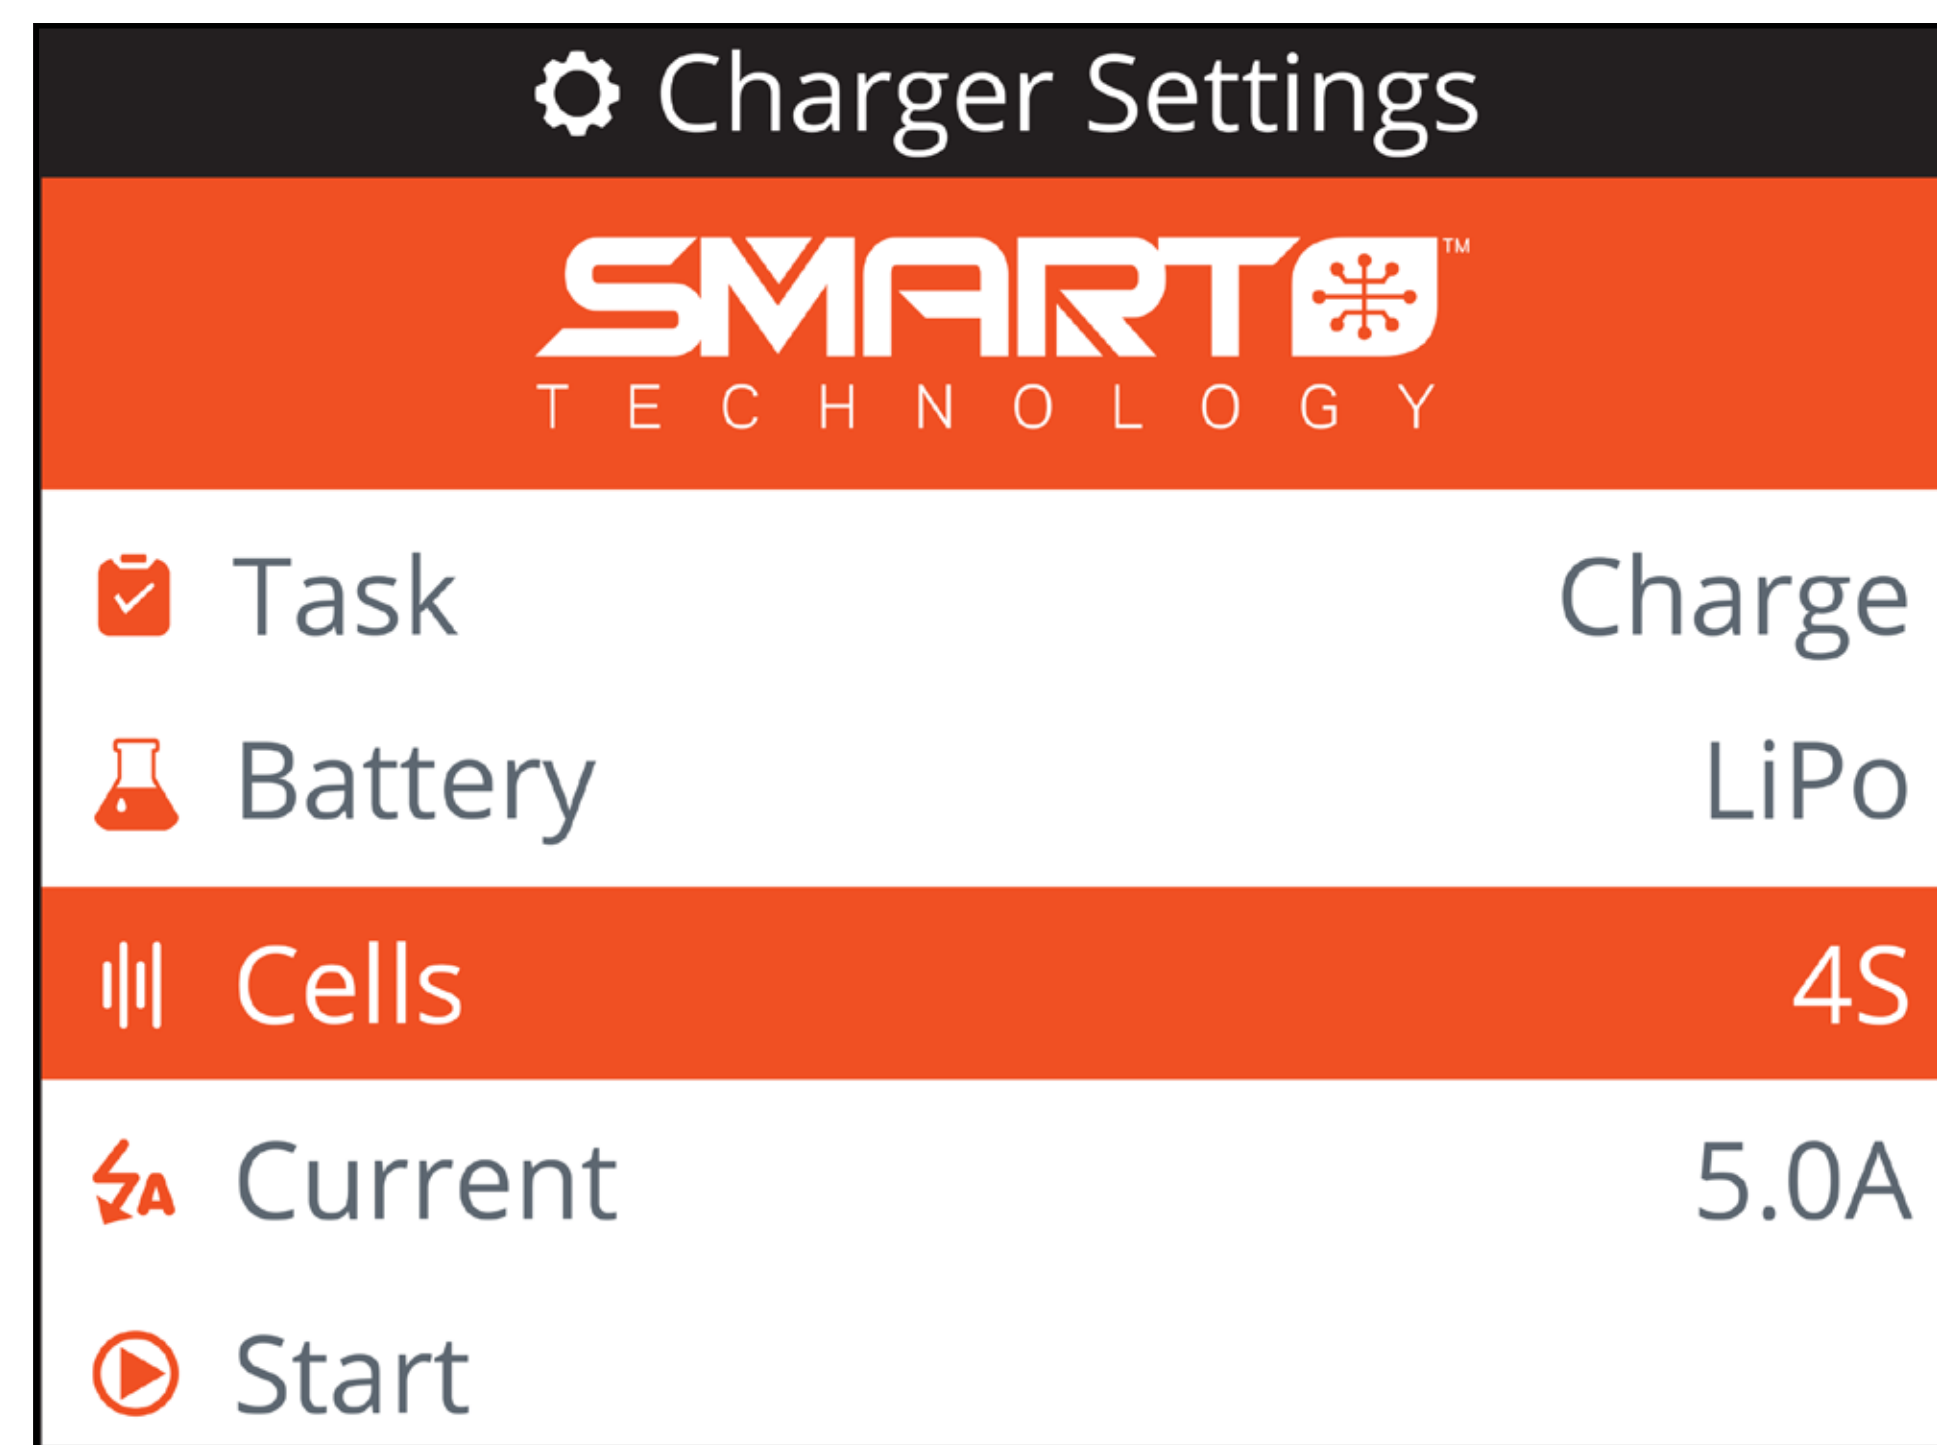 Charger Settings
SMART™
TECHNOLOGY
Task Charge
Battery LiPo
Cells 4S
A Current 5.0A
Start